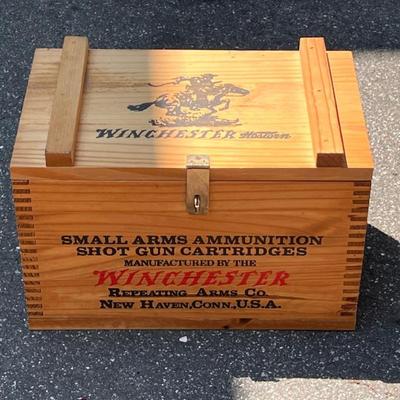 WINCHESTER Western
SMALL ARMS AMMUNITION
SHOT GUN CARTRIDGES
MANUFACTURED BY THE
WINCHESTER
REPEATING ARMS CO.
NEW HAVEN, CONN., U.S.A.